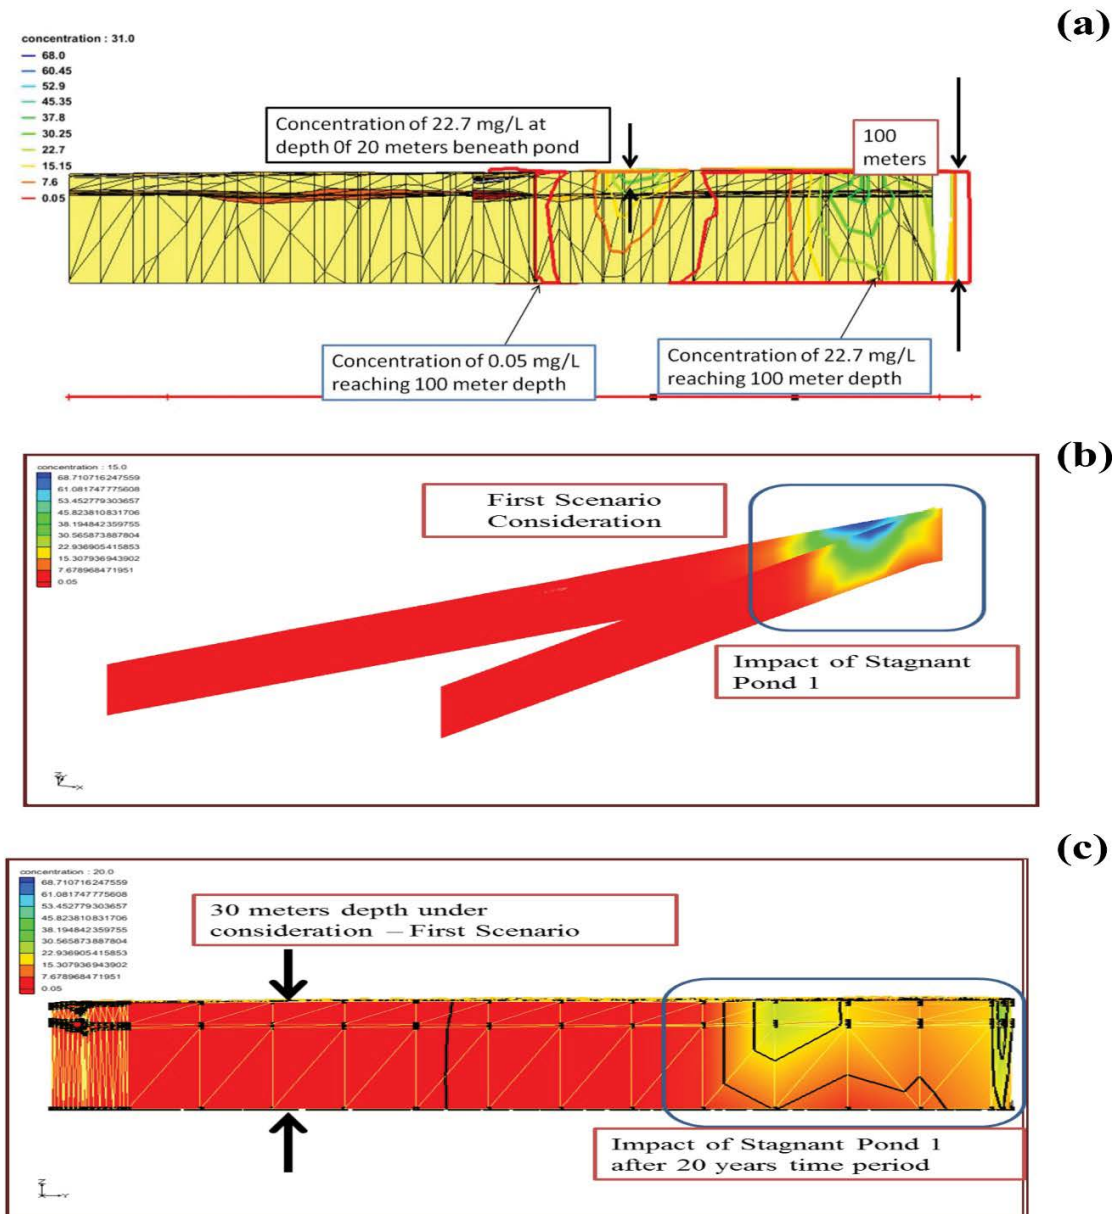 (a)
concentration : 31.0
68.0
60.45
52.9
45.35
37.8
30.25
22.7
15.15
7.6
0.05
Concentration of 22.7 mg/L at
depth 0f 20 meters beneath pond
100
meters
Concentration of 0.05 mg/L
reaching 100 meter depth
Concentration of 22.7 mg/L
reaching 100 meter depth
(b)
concentration : 15.0
68.710716247559
61.081747775608
53.452779303657
45.823810831706
38.194842359755
30.565873887804
22.936905415853
15.307936943902
7.678968471951
0.05
First Scenario
Consideration
Impact of Stagnant
Pond 1
Z
Y
X
(c)
concentration : 20.0
68.710716247559
61.081747775608
53.452779303657
45.823810831706
38.194842359755
30.565873887804
22.936905415853
15.307936943902
7.678968471951
0.05
30 meters depth under
consideration – First Scenario
Impact of Stagnant Pond 1
after 20 years time period
Z
Y